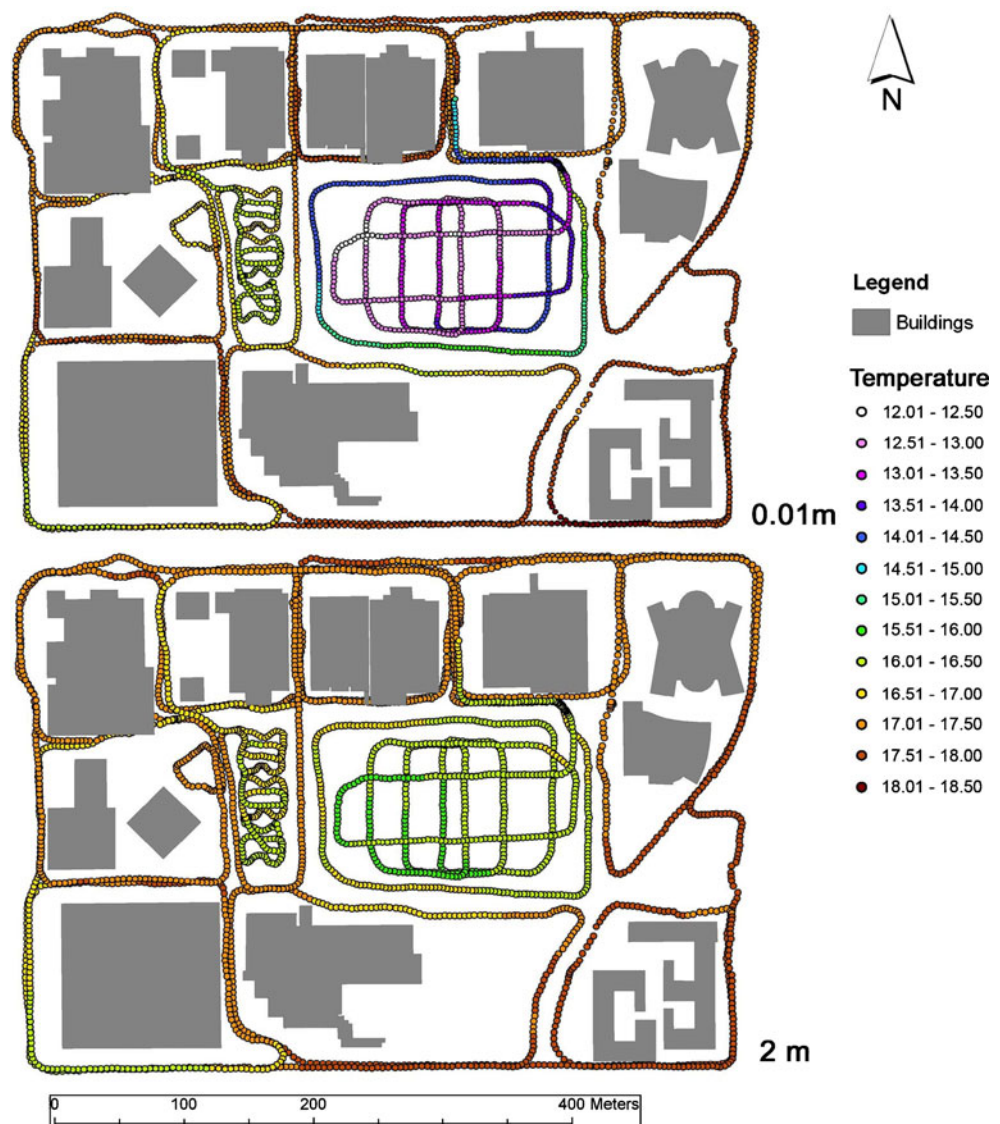 N
Legend
Buildings
Temperature
12.01 - 12.50
12.51 - 13.00
13.01 - 13.50
13.51 - 14.00
14.01 - 14.50
14.51 - 15.00
15.01 - 15.50
15.51 - 16.00
16.01 - 16.50
16.51 - 17.00
17.01 - 17.50
17.51 - 18.00
18.01 - 18.50
0.01m
2 m
0 100 200 400 Meters